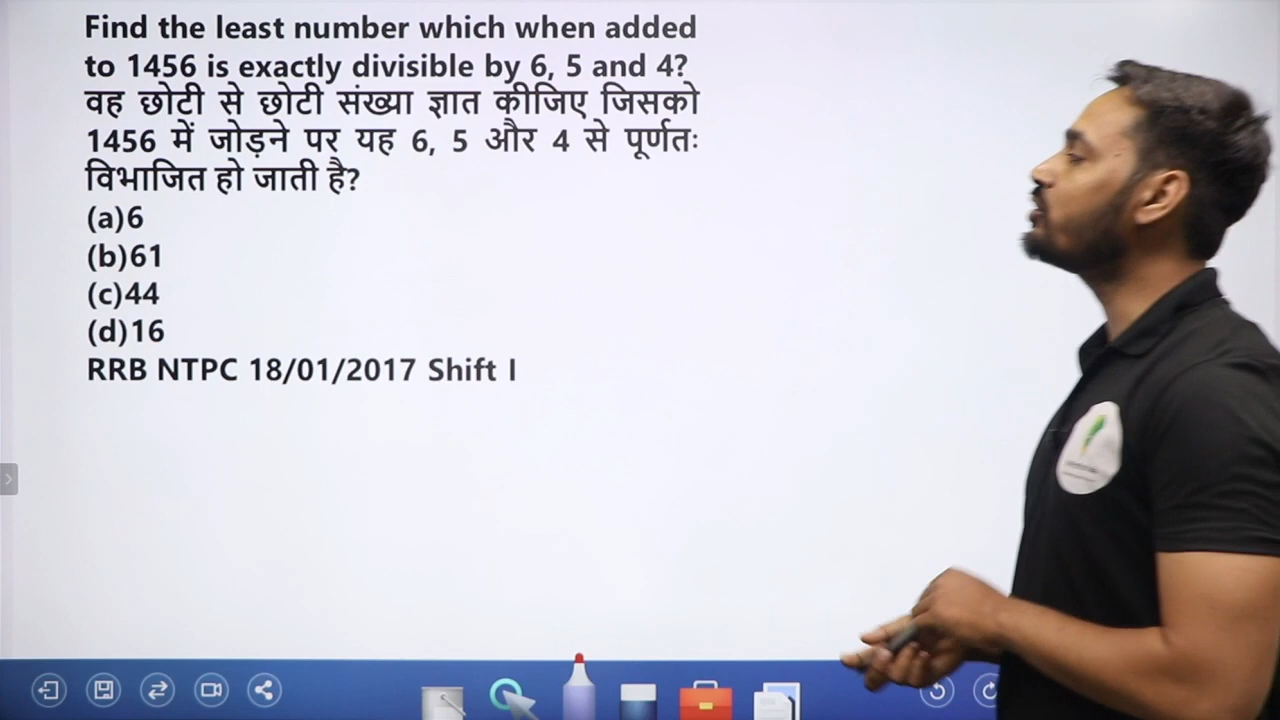 Find the least number which when added
to 1456 is exactly divisible by 6, 5 and 4?
वह छोटी से छोटी संख्या ज्ञात कीजिए जिसको
1456 में जोड़ने पर यह 6, 5 और 4 से पूर्णतः
विभाजित हो जाती है?
(a)6
(b)61
(c)44
(d)16
RRB NTPC 18/01/2017 Shift I